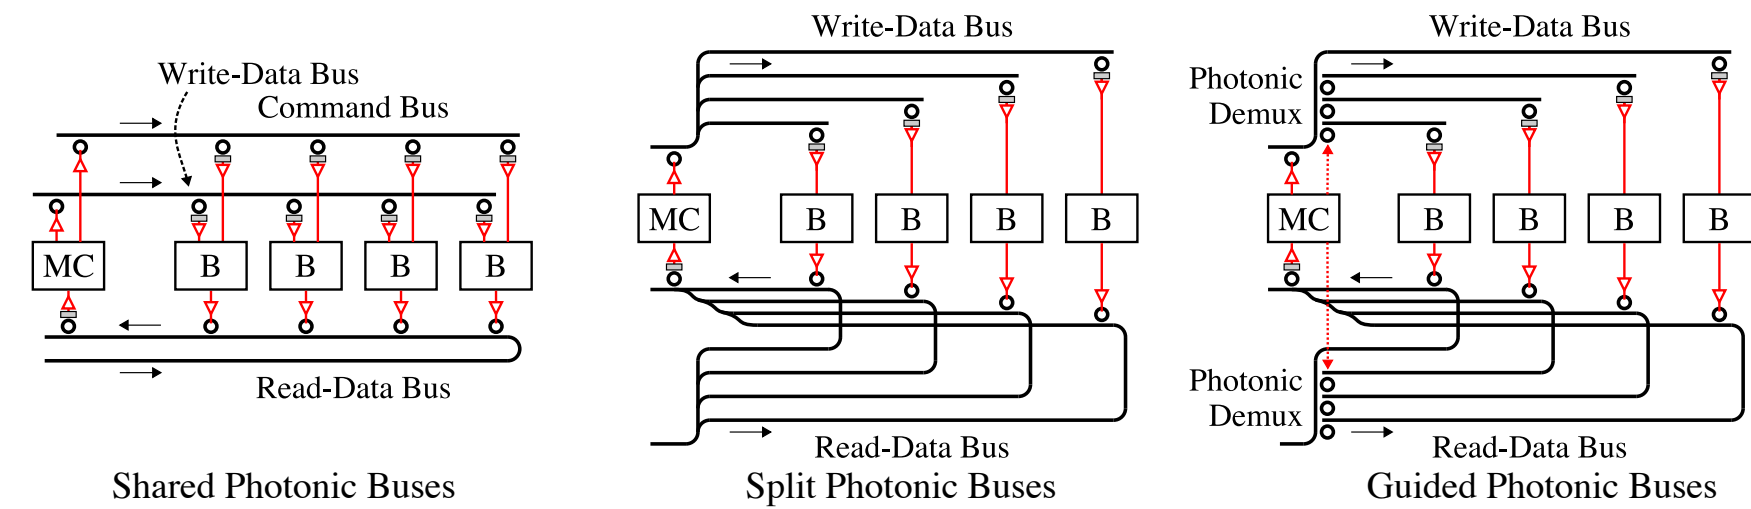 Write-Data Bus
Command Bus
MC B B B B
Read-Data Bus
Shared Photonic Buses
Write-Data Bus
MC B B B B
Read-Data Bus
Split Photonic Buses
Write-Data Bus
Photonic
Demux
MC B B B B
Photonic
Demux
Read-Data Bus
Guided Photonic Buses